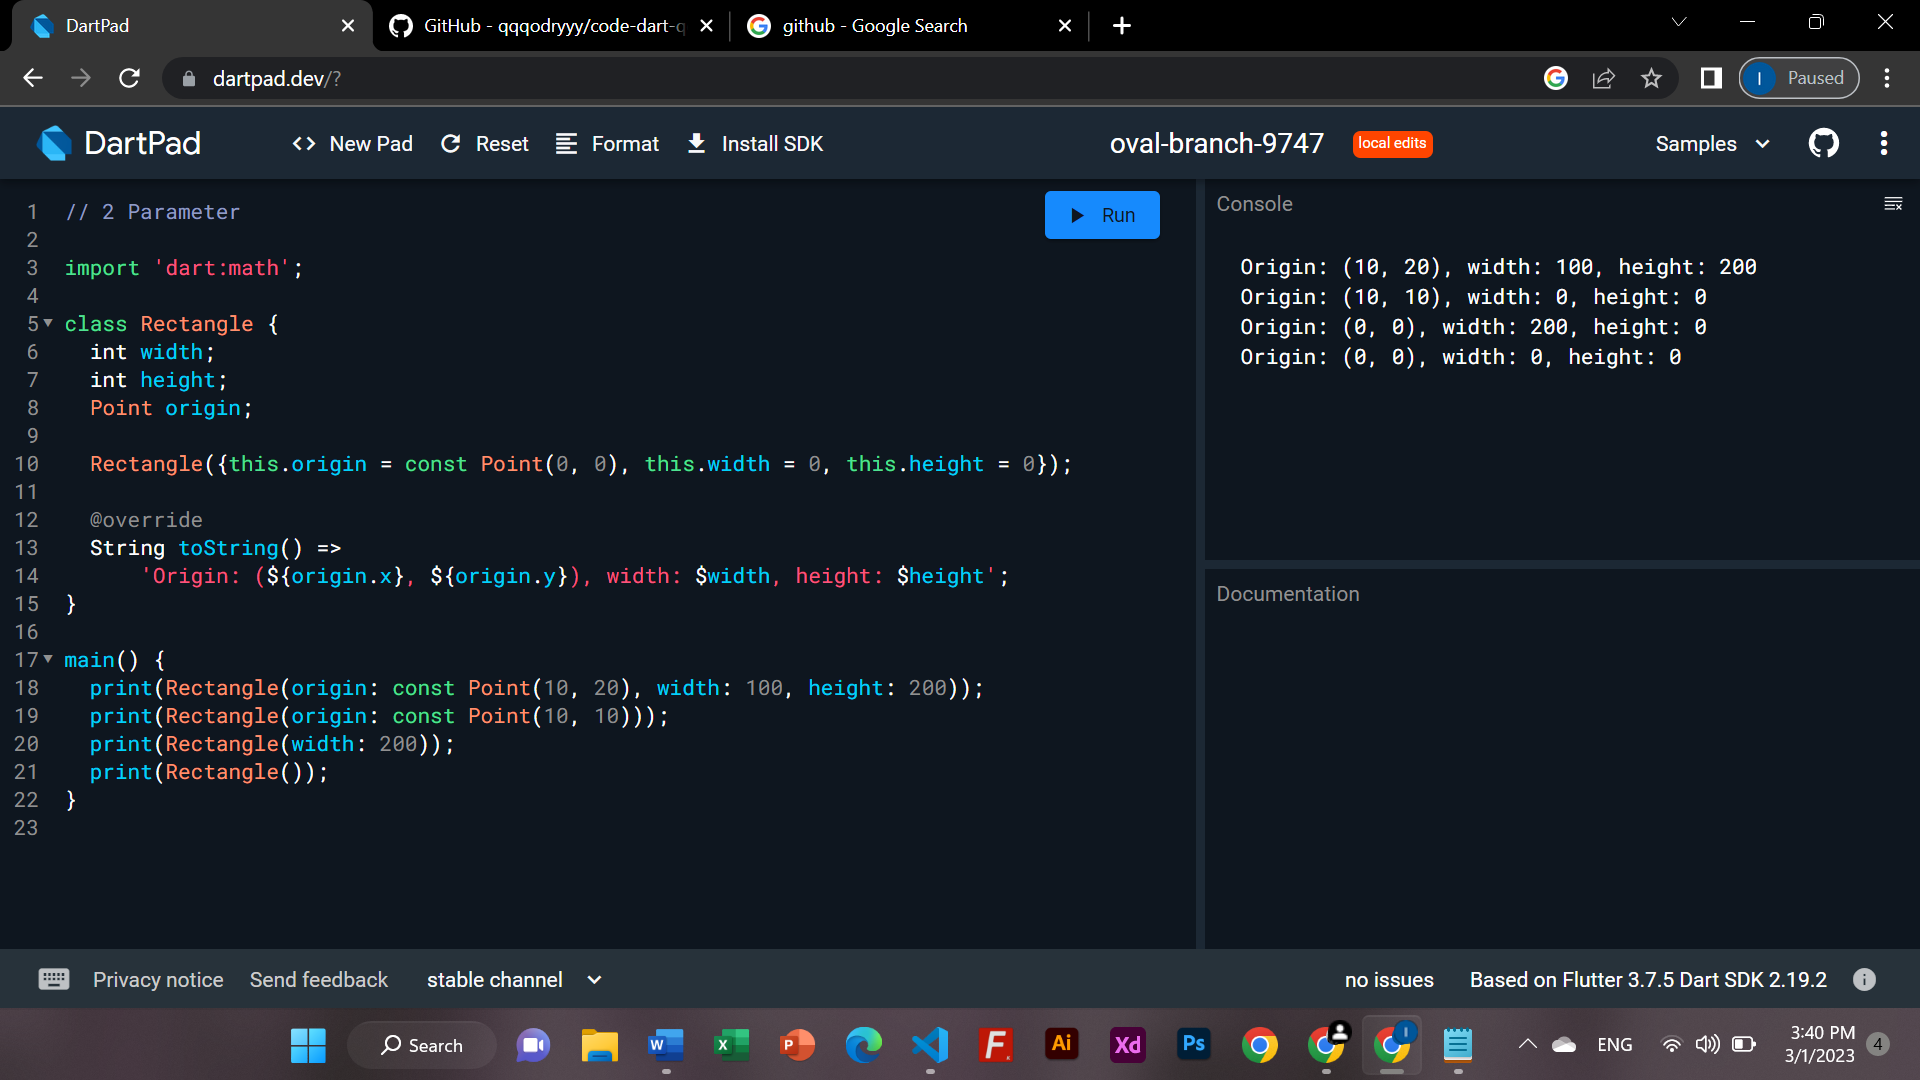 DartPad
GitHub - qqqodryyy/code-dart-q
github - Google Search
dartpad.dev/?
I Paused
DartPad
<> New Pad
Reset
Format
Install SDK
oval-branch-9747
local edits
Samples
1 // 2 Parameter
2
3 import 'dart:math';
4
5 class Rectangle {
6 int width;
7 int height;
8 Point origin;
9
10 Rectangle({this.origin = const Point(0, 0), this.width = 0, this.height = 0});
11
12 @override
13 String toString() =>
14 'Origin: (${origin.x}, ${origin.y}), width: $width, height: $height';
15 }
16
17 main() {
18 print(Rectangle(origin: const Point(10, 20), width: 100, height: 200));
19 print(Rectangle(origin: const Point(10, 10)));
20 print(Rectangle(width: 200));
21 print(Rectangle());
22 }
23
Run
Console
Origin: (10, 20), width: 100, height: 200
Origin: (10, 10), width: 0, height: 0
Origin: (0, 0), width: 200, height: 0
Origin: (0, 0), width: 0, height: 0
Documentation
Privacy notice
Send feedback
stable channel
no issues
Based on Flutter 3.7.5 Dart SDK 2.19.2
Search
W
X
P
F
Ai
Xd
Ps
I
ENG
3:40 PM
3/1/2023
4